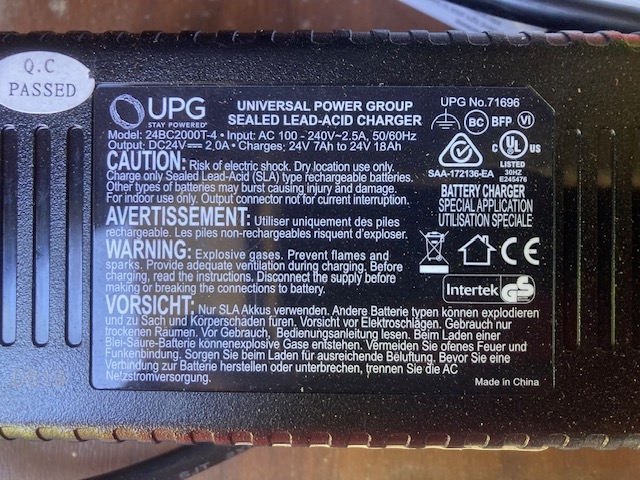 Q.C
PASSED
UPG
STAY POWERED®
UNIVERSAL POWER GROUP
SEALED LEAD-ACID CHARGER
UPG No.71696
Model: 24BC2000T-4 • Input: AC 100 - 240V~2.5A, 50/60Hz
Output: DC24V 2.0A • Charges: 24V 7Ah to 24V 18Ah
BC BFP VI
SAA-172136-EA
C UL US
LISTED
30HZ
E245476
CAUTION: Risk of electric shock. Dry location use only.
Charge only Sealed Lead-Acid (SLA) type rechargeable batteries.
Other types of batteries may burst causing injury and damage.
For indoor use only. Output connector not for current interruption.
BATTERY CHARGER
SPECIAL APPLICATION
UTILISATION SPECIALE
AVERTISSEMENT: Utiliser uniquement des piles
rechargeable. Les piles non-rechargeables risquent d'exploser.
WARNING: Explosive gases. Prevent flames and
sparks. Provide adequate ventilation during charging. Before
charging, read the instructions. Disconnect the supply before
making or breaking the connections to battery.
CE
Intertek GS
VORSICHT: Nur SLA Akkus verwenden. Andere Batterie typen können explodieren
und zu Sach und Körperschäden füren. Vorsicht vor Elektroschlägen. Gebrauch nur
in trockenen Räumen. Vor Gebrauch, Bedienungsanleitung lesen. Beim Laden einer
Blei-Säure-Batterie könnenexplosive Gase entstehen. Vermeiden Sie ofenes Feuer und
Funkenbindung. Sorgen Sie beim Laden für ausreichende Belüftung. Bevor Sie eine
Verbindung zur Batterie herstellen oder unterbrechen, trennen Sie die AC
Netzstromversorgung.
Made in China